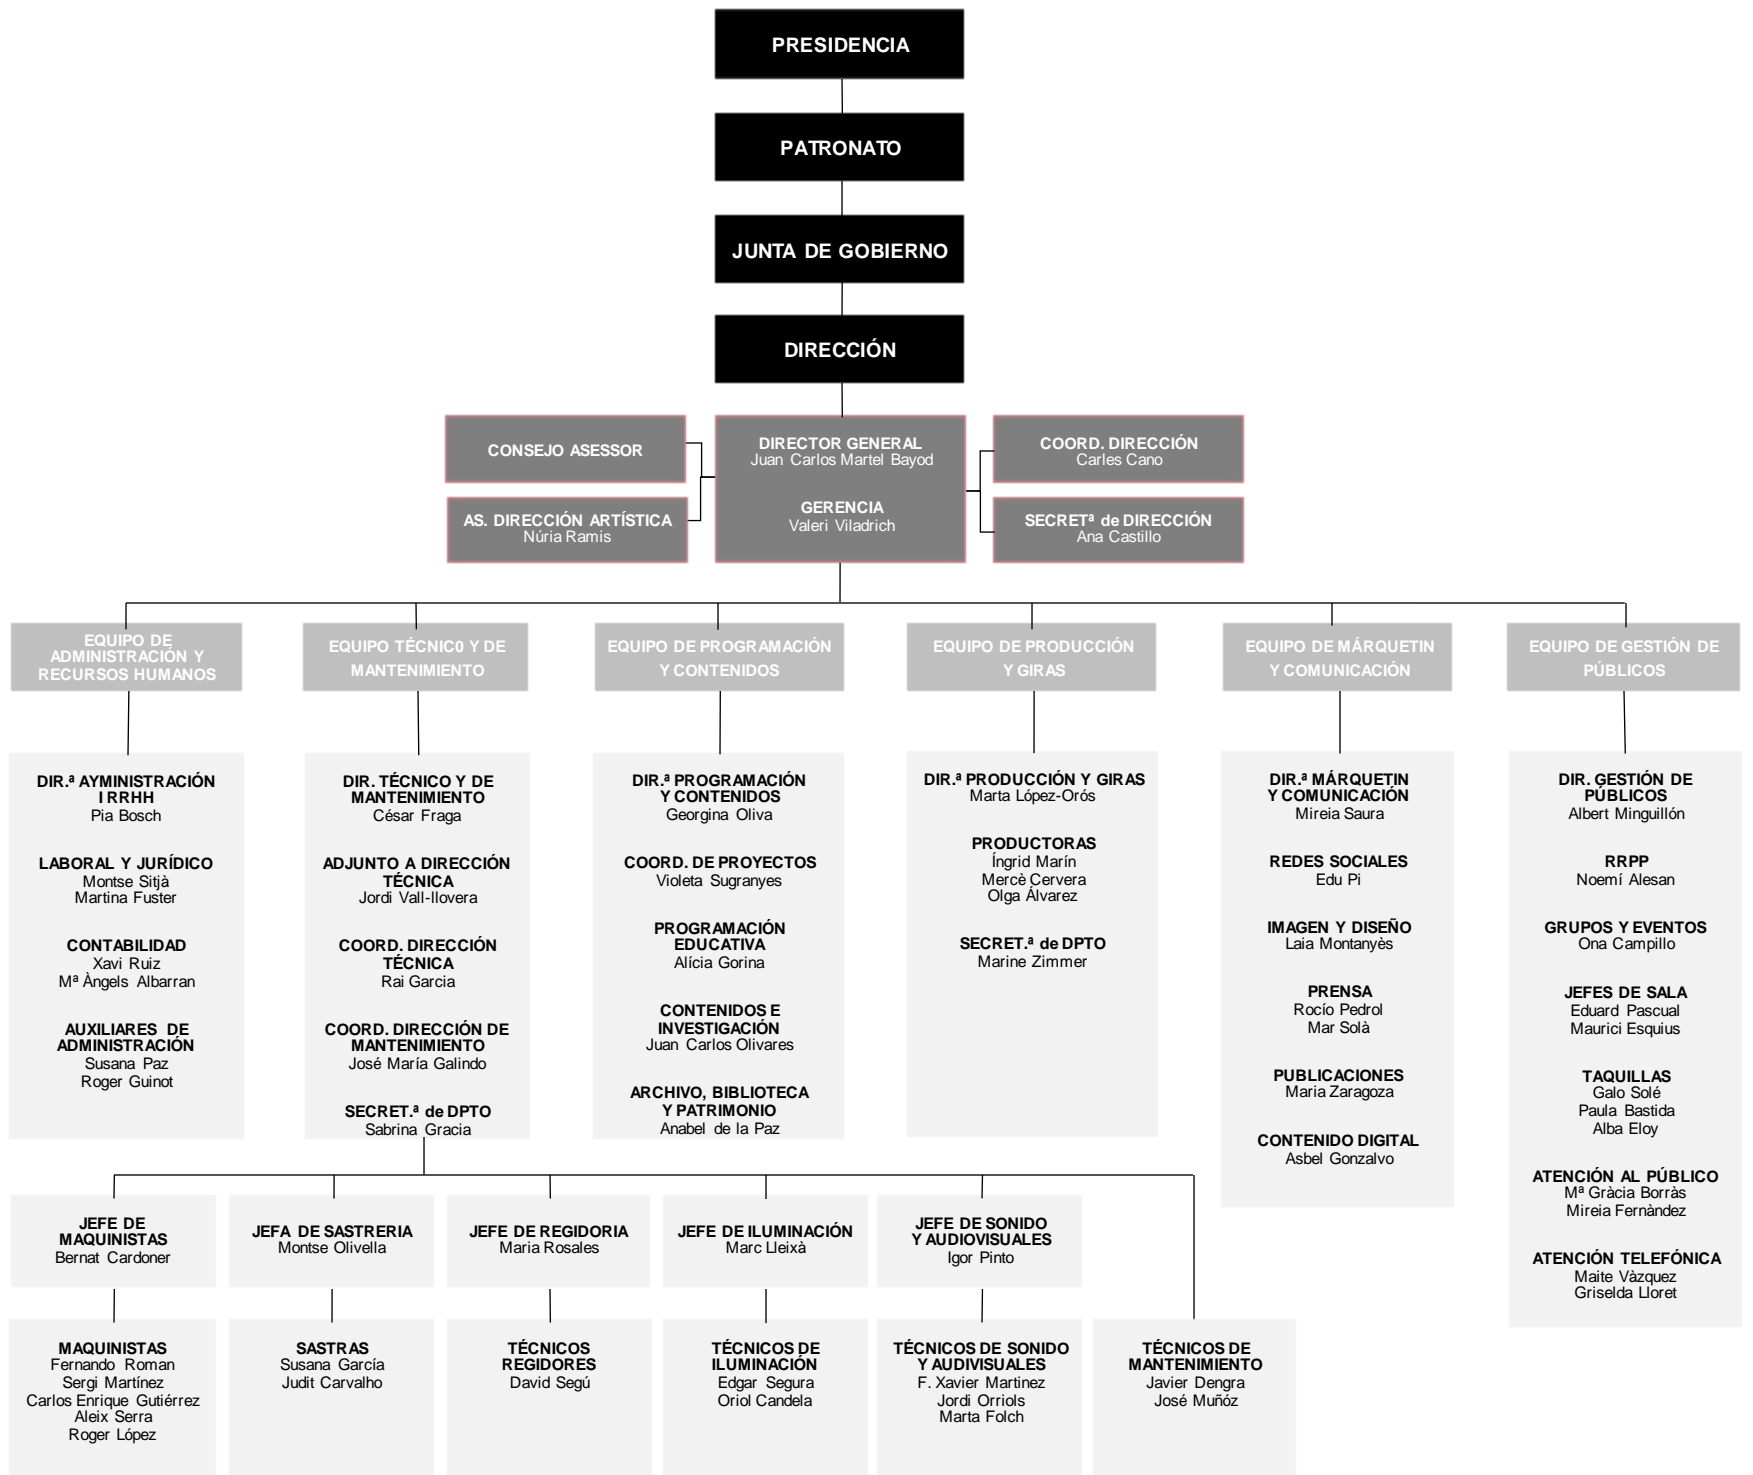 PRESIDENCIA
PATRONATO
JUNTA DE GOBIERNO
DIRECCIÓN
CONSEJO ASESSOR
AS. DIRECCIÓN ARTÍSTICA
Núria Ramis
DIRECTOR GENERAL
Juan Carlos Martel Bayod
GERENCIA
Valeri Viladrich
COORD. DIRECCIÓN
Carles Cano
SECRETª de DIRECCIÓN
Ana Castillo
EQUIPO DE
ADMINISTRACIÓN Y
RECURSOS HUMANOS
EQUIPO TÉCNIC0 Y DE
MANTENIMIENTO
EQUIPO DE PROGRAMACIÓN
Y CONTENIDOS
EQUIPO DE PRODUCCIÓN
Y GIRAS
EQUIPO DE MÁRQUETIN
Y COMUNICACIÓN
EQUIPO DE GESTIÓN DE
PÚBLICOS
DIR.ª AYMINISTRACIÓN
I RRHH
Pia Bosch
LABORAL Y JURÍDICO
Montse Sitjà
Martina Fuster
CONTABILIDAD
Xavi Ruiz
Mª Àngels Albarran
AUXILIARES DE
ADMINISTRACIÓN
Susana Paz
Roger Guinot
DIR. TÉCNICO Y DE
MANTENIMIENTO
César Fraga
ADJUNTO A DIRECCIÓN
TÉCNICA
Jordi Vall-llovera
COORD. DIRECCIÓN
TÉCNICA
Rai Garcia
COORD. DIRECCIÓN DE
MANTENIMIENTO
José María Galindo
SECRET.ª de DPTO
Sabrina Gracia
DIR.ª PROGRAMACIÓN
Y CONTENIDOS
Georgina Oliva
COORD. DE PROYECTOS
Violeta Sugranyes
PROGRAMACIÓN
EDUCATIVA
Alícia Gorina
CONTENIDOS E
INVESTIGACIÓN
Juan Carlos Olivares
ARCHIVO, BIBLIOTECA
Y PATRIMONIO
Anabel de la Paz
DIR.ª PRODUCCIÓN Y GIRAS
Marta López-Orós
PRODUCTORAS
Íngrid Marín
Mercè Cervera
Olga Álvarez
SECRET.ª de DPTO
Marine Zimmer
DIR.ª MÁRQUETIN
Y COMUNICACIÓN
Mireia Saura
REDES SOCIALES
Edu Pi
IMAGEN Y DISEÑO
Laia Montanyès
PRENSA
Rocío Pedrol
Mar Solà
PUBLICACIONES
Maria Zaragoza
CONTENIDO DIGITAL
Asbel Gonzalvo
DIR. GESTIÓN DE
PÚBLICOS
Albert Minguillón
RRPP
Noemí Alesan
GRUPOS Y EVENTOS
Ona Campillo
JEFES DE SALA
Eduard Pascual
Maurici Esquius
TAQUILLAS
Galo Solé
Paula Bastida
Alba Eloy
ATENCIÓN AL PÚBLICO
Mª Gràcia Borràs
Mireia Fernàndez
ATENCIÓN TELEFÓNICA
Maite Vàzquez
Griselda Lloret
JEFE DE
MAQUINISTAS
Bernat Cardoner
JEFA DE SASTRERIA
Montse Olivella
JEFE DE REGIDORIA
Maria Rosales
JEFE DE ILUMINACIÓN
Marc Lleixà
JEFE DE SONIDO
Y AUDIOVISUALES
Igor Pinto
MAQUINISTAS
Fernando Roman
Sergi Martínez
Carlos Enrique Gutiérrez
Aleix Serra
Roger López
SASTRAS
Susana García
Judit Carvalho
TÉCNICOS
REGIDORES
David Segú
TÉCNICOS DE
ILUMINACIÓN
Edgar Segura
Oriol Candela
TÉCNICOS DE SONIDO
Y AUDIVISUALES
F. Xavier Martinez
Jordi Orriols
Marta Folch
TÉCNICOS DE
MANTENIMIENTO
Javier Dengra
José Muñóz